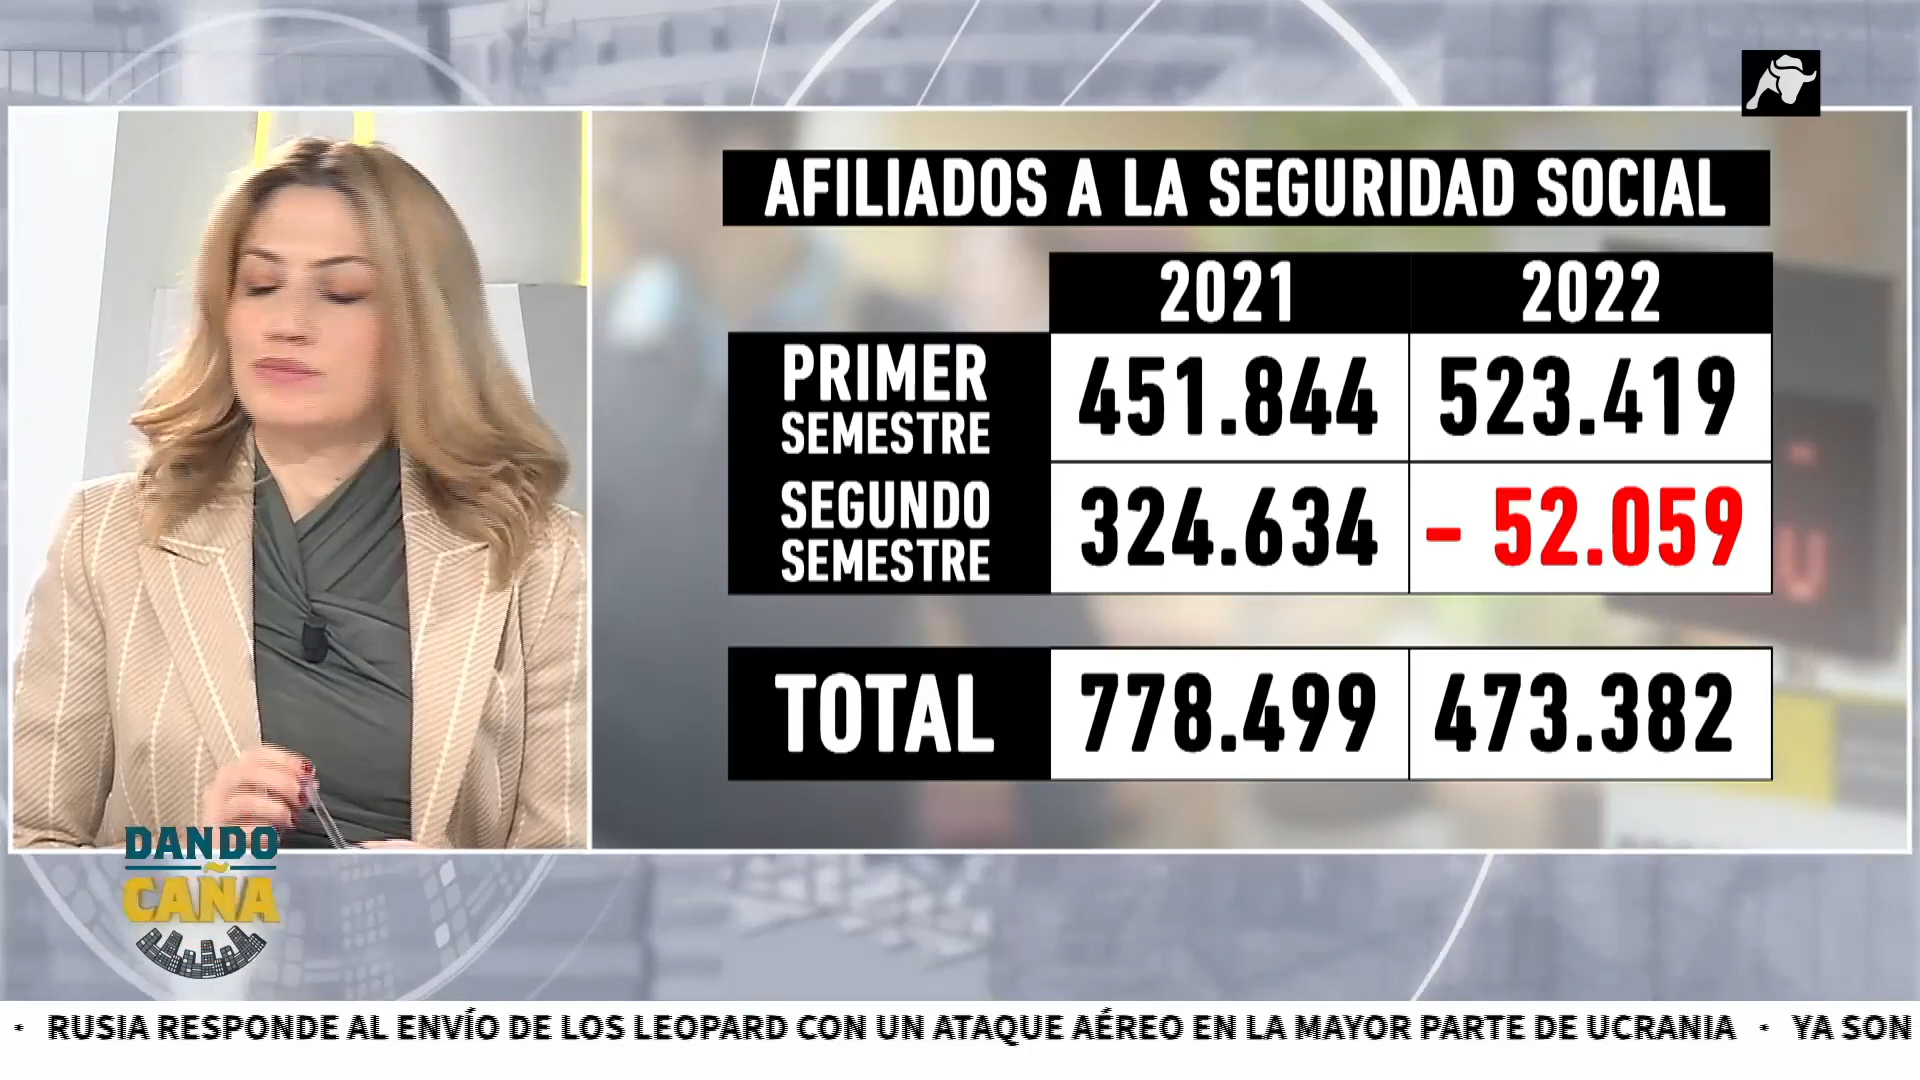 AFILIADOS A LA SEGURIDAD SOCIAL
2021 2022
PRIMER SEMESTRE 451.844 523.419
SEGUNDO SEMESTRE 324.634 - 52.059
TOTAL 778.499 473.382
DANDO
CAÑA
· RUSIA RESPONDE AL ENVÍO DE LOS LEOPARD CON UN ATAQUE AÉREO EN LA MAYOR PARTE DE UCRANIA · YA SON